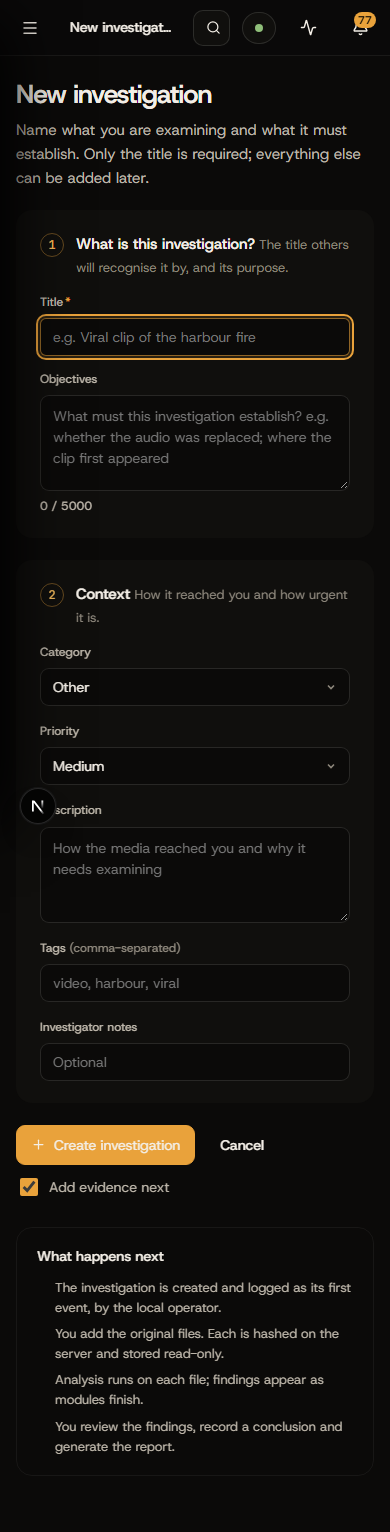 New investigat...
77
New investigation
Name what you are examining and what it must
establish. Only the title is required; everything else
can be added later.
1
What is this investigation? The title others
will recognise it by, and its purpose.
Title*
e.g. Viral clip of the harbour fire
Objectives
What must this investigation establish? e.g.
whether the audio was replaced; where the
clip first appeared
0 / 5000
2
Context How it reached you and how urgent
it is.
Category
Other
Priority
Medium
N
scription
How the media reached you and why it
needs examining
Tags (comma-separated)
video, harbour, viral
Investigator notes
Optional
+ Create investigation
Cancel
Add evidence next
What happens next
The investigation is created and logged as its first
event, by the local operator.
You add the original files. Each is hashed on the
server and stored read-only.
Analysis runs on each file; findings appear as
modules finish.
You review the findings, record a conclusion and
generate the report.